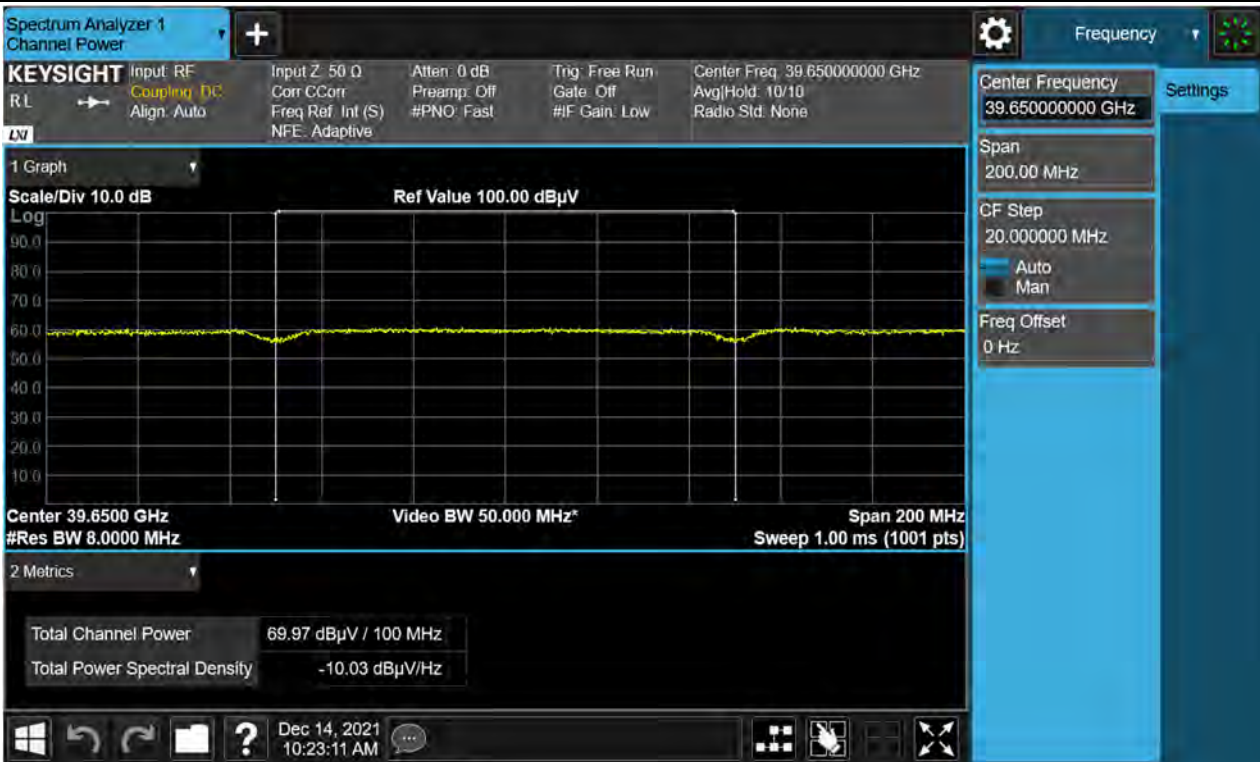 Spectrum Analyzer 1
Channel Power
+
Frequency
KEYSIGHT
RL
LXI
Input: RF
Coupling: DC
Align: Auto
Input Z: 50 Ω
Corr CCorr
Freq Ref: Int (S)
NFE: Adaptive
Atten: 0 dB
Preamp: Off
#PNO: Fast
Trig: Free Run
Gate: Off
#IF Gain: Low
Center Freq: 39.650000000 GHz
Avg|Hold: 10/10
Radio Std: None
Center Frequency
39.650000000 GHz
Settings
Span
200.00 MHz
CF Step
20.000000 MHz
Auto
Man
Freq Offset
0 Hz
1 Graph
Scale/Div 10.0 dB
Ref Value 100.00 dBµV
Log
90.0
80.0
70.0
60.0
50.0
40.0
30.0
20.0
10.0
Center 39.6500 GHz
Video BW 50.000 MHz*
Span 200 MHz
#Res BW 8.0000 MHz
Sweep 1.00 ms (1001 pts)
2 Metrics
Total Channel Power
69.97 dBµV / 100 MHz
Total Power Spectral Density
-10.03 dBµV/Hz
?
Dec 14, 2021
10:23:11 AM